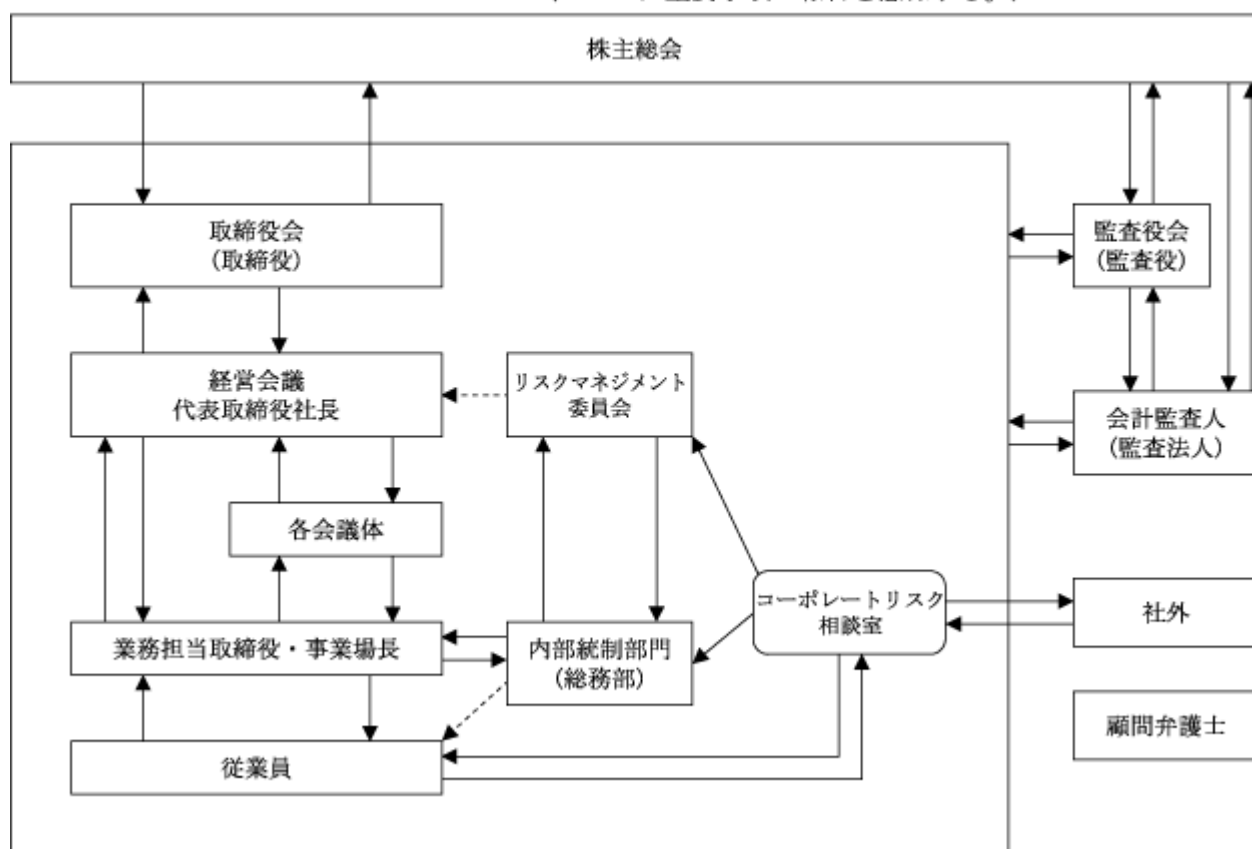 株主総会
取締役会
(取締役)
監査役会
(監査役)
経営会議
代表取締役社長
リスクマネジメント
委員会
会計監査人
(監査法人)
各会議体
コーポレートリスク
相談室
社外
業務担当取締役・事業場長
内部統制部門
(総務部)
顧問弁護士
従業員